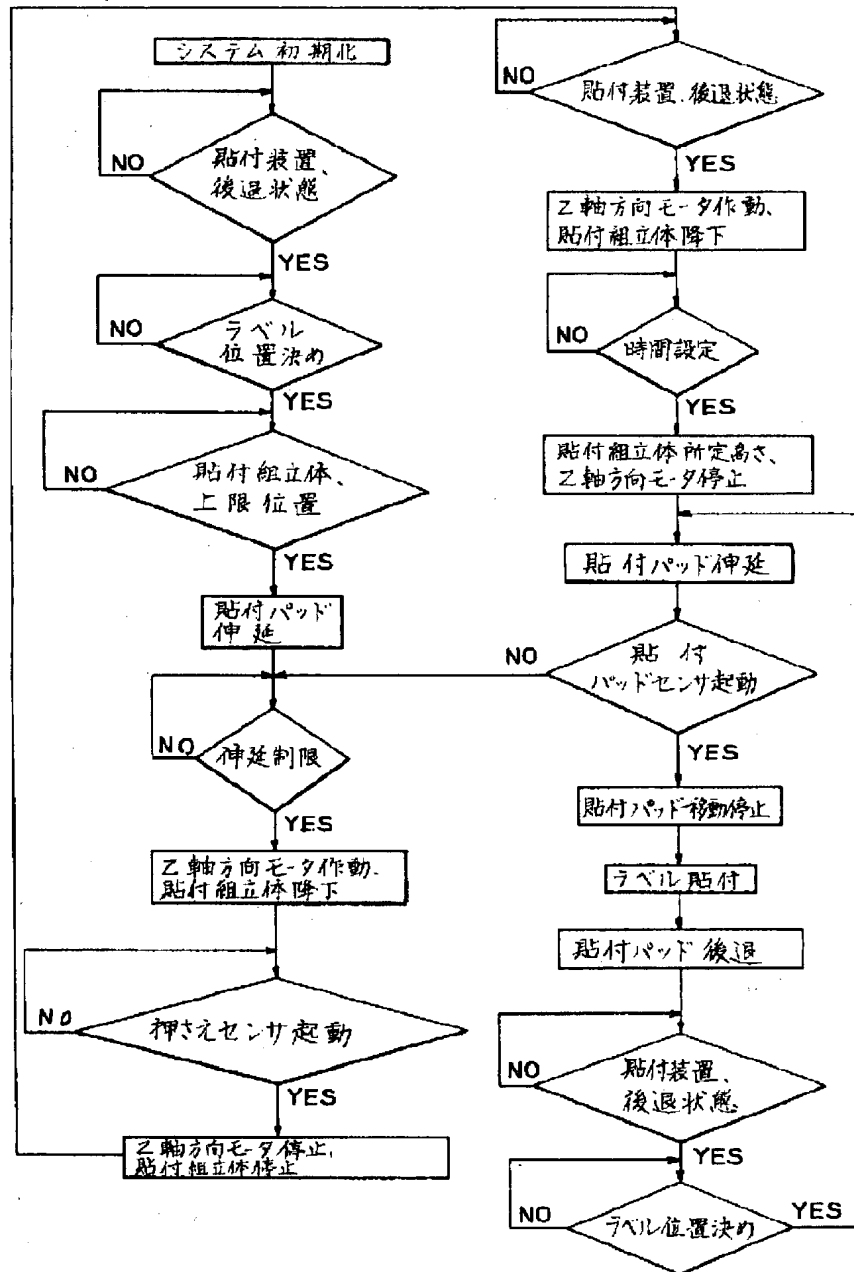 システム初期化
貼付装置、
後退状態
NO
YES
ラベル
位置決め
NO
YES
貼付組立体、
上限位置
NO
YES
貼付パッド
伸延
伸延制限
NO
YES
Z軸方向モータ作動、
貼付組立体降下
押さえセンサ起動
NO
YES
Z軸方向モータ停止、
貼付組立体停止
貼付装置、後退状態
NO
YES
Z軸方向モータ作動、
貼付組立体降下
時間設定
NO
YES
貼付組立体所定高さ、
Z軸方向モータ停止
貼付パッド伸延
貼付
パッドセンサ起動
NO
YES
貼付パッド移動停止
ラベル貼付
貼付パッド後退
貼付装置、
後退状態
NO
YES
ラベル位置決め
NO
YES